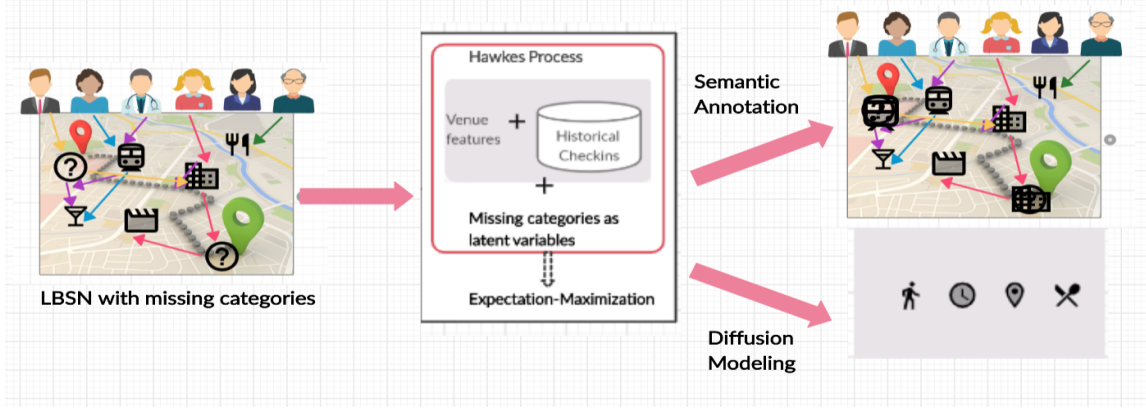 LBSN with missing categories
Hawkes Process
Venue
features
+
Historical
Checkins
+
Missing categories as
latent variables
Expectation-Maximization
Semantic
Annotation
Diffusion
Modeling
?
?